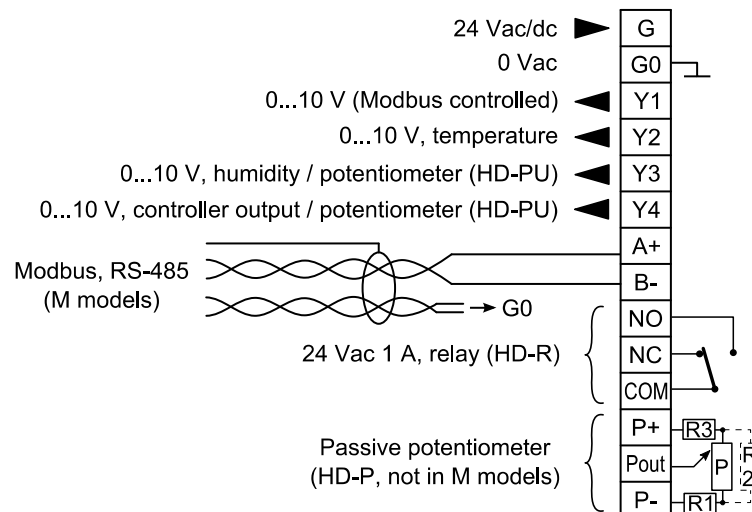 24 Vac/dc G
0 Vac G0
0...10 V (Modbus controlled) Y1
0...10 V, temperature Y2
0...10 V, humidity / potentiometer (HD-PU) Y3
0...10 V, controller output / potentiometer (HD-PU) Y4
A+
Modbus, RS-485
(M models)
B-
G0
NO
24 Vac 1 A, relay (HD-R) NC
COM
P+ R3
Passive potentiometer
(HD-P, not in M models)
Pout P R
2
P- R1